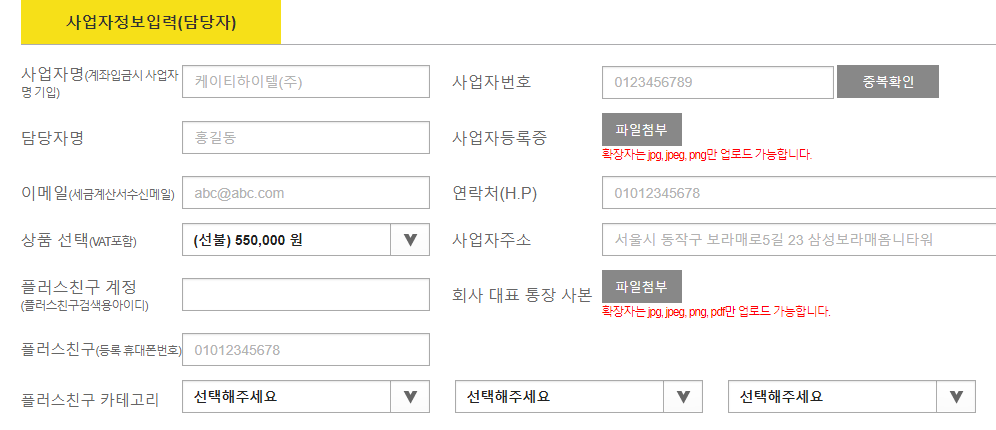 사업자정보입력(담당자)
사업자명(계좌입금시 사업자
명 기입)
케이티하이텔(주)
사업자번호
0123456789
중복확인
담당자명
홍길동
사업자등록증
파일첨부
확장자는 jpg, jpeg, png만 업로드 가능합니다.
이메일(세금계산서수신메일)
abc@abc.com
연락처(H.P)
01012345678
상품 선택(VAT포함)
(선불) 550,000 원
사업자주소
서울시 동작구 보라매로5길 23 삼성보라매옴니타워
플러스친구 계정
(플러스친구검색용아이디)
회사 대표 통장 사본
파일첨부
확장자는 jpg, jpeg, png, pdf만 업로드 가능합니다.
플러스친구(등록 휴대폰번호)
01012345678
플러스친구 카테고리
선택해주세요
선택해주세요
선택해주세요